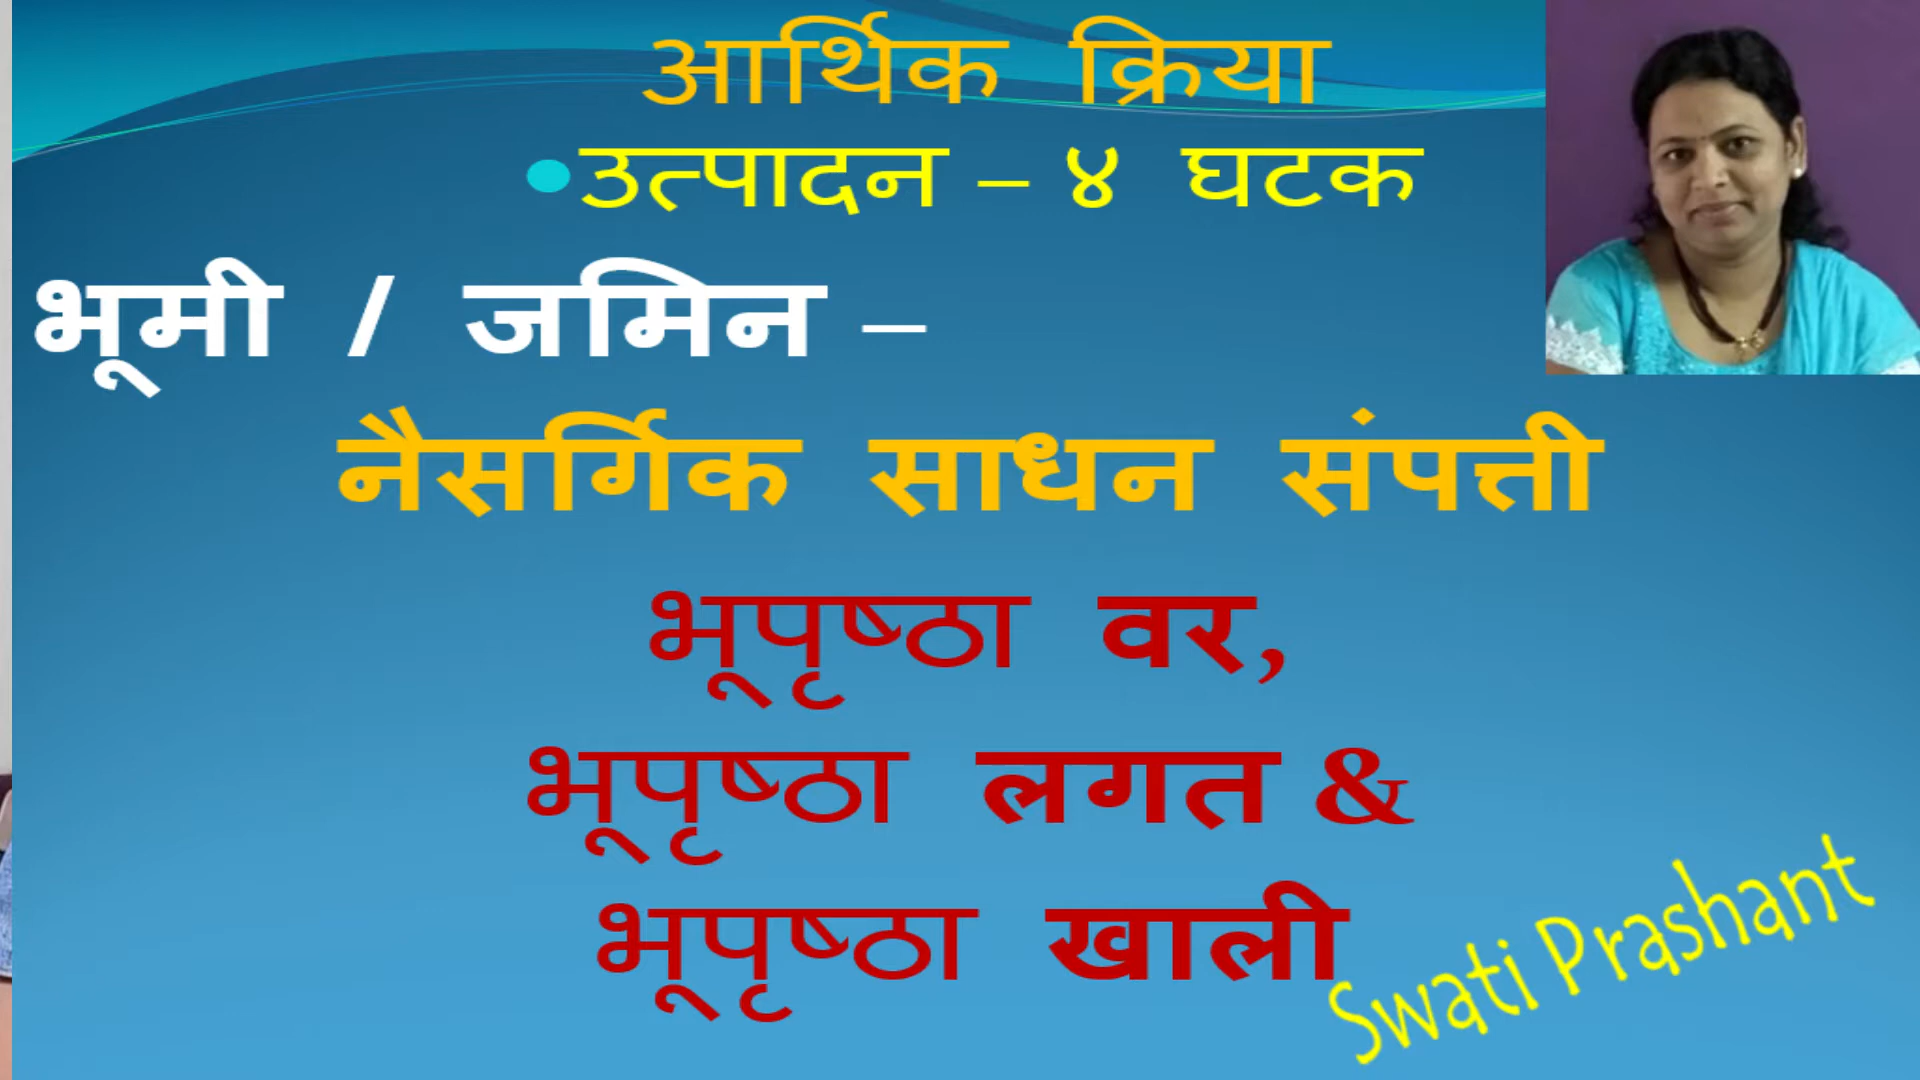 आर्थिक क्रिया
•उत्पादन – ४ घटक
भूमी / जमिन –
नैसर्गिक साधन संपत्ती
भूपृष्ठा वर,
भूपृष्ठा लगत &
भूपृष्ठा खाली
Swati Prashant